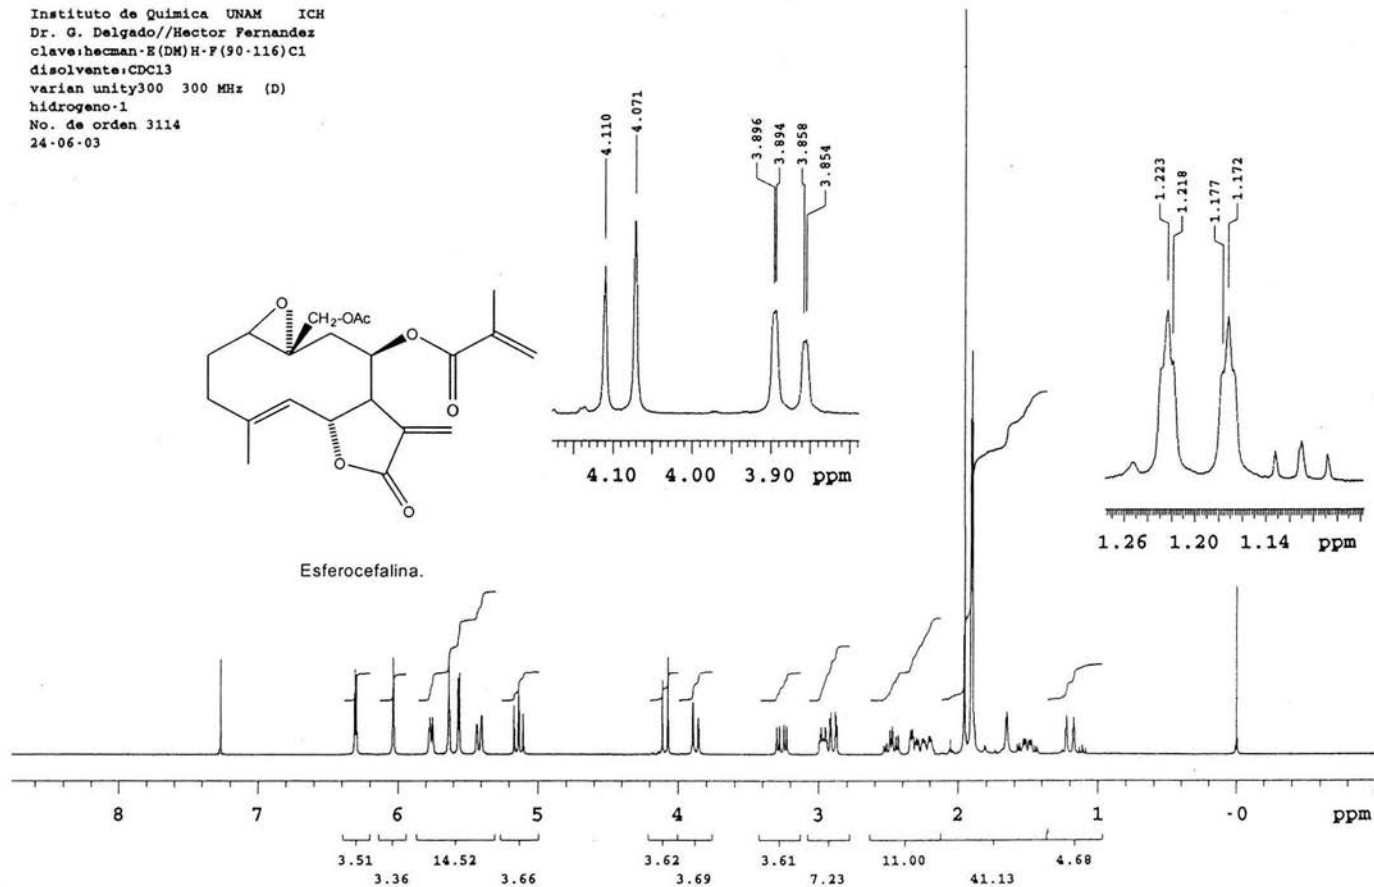 Instituto de Quimica UNAM ICH
Dr. G. Delgado//Hector Fernandez
clave:hecman-E(DM)H-F(90-116)C1
disolvente:CDCl3
varian unity300 300 MHz (D)
hidrogeno-1
No. de orden 3114
24-06-03
4.110
4.071
3.896
3.894
3.858
3.854
1.223
1.218
1.177
1.172
O
CH2-OAc
O
O
O
O
4.10 4.00 3.90 ppm
1.26 1.20 1.14 ppm
Esferocefalina.
8 7 6 5 4 3 2 1 -0 ppm
3.51 14.52 3.62 3.61 11.00 4.68
3.36 3.66 3.69 7.23 41.13